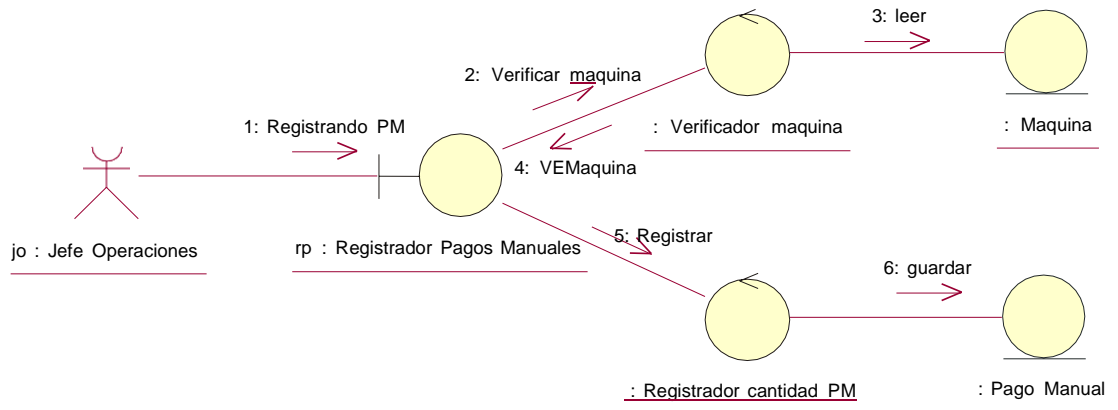 3: leer
2: Verificar maquina
1: Registrando PM
: Verificador maquina
: Maquina
4: VEMaquina
jo : Jefe Operaciones
rp : Registrador Pagos Manuales
5: Registrar
6: guardar
: Registrador cantidad PM
: Pago Manual